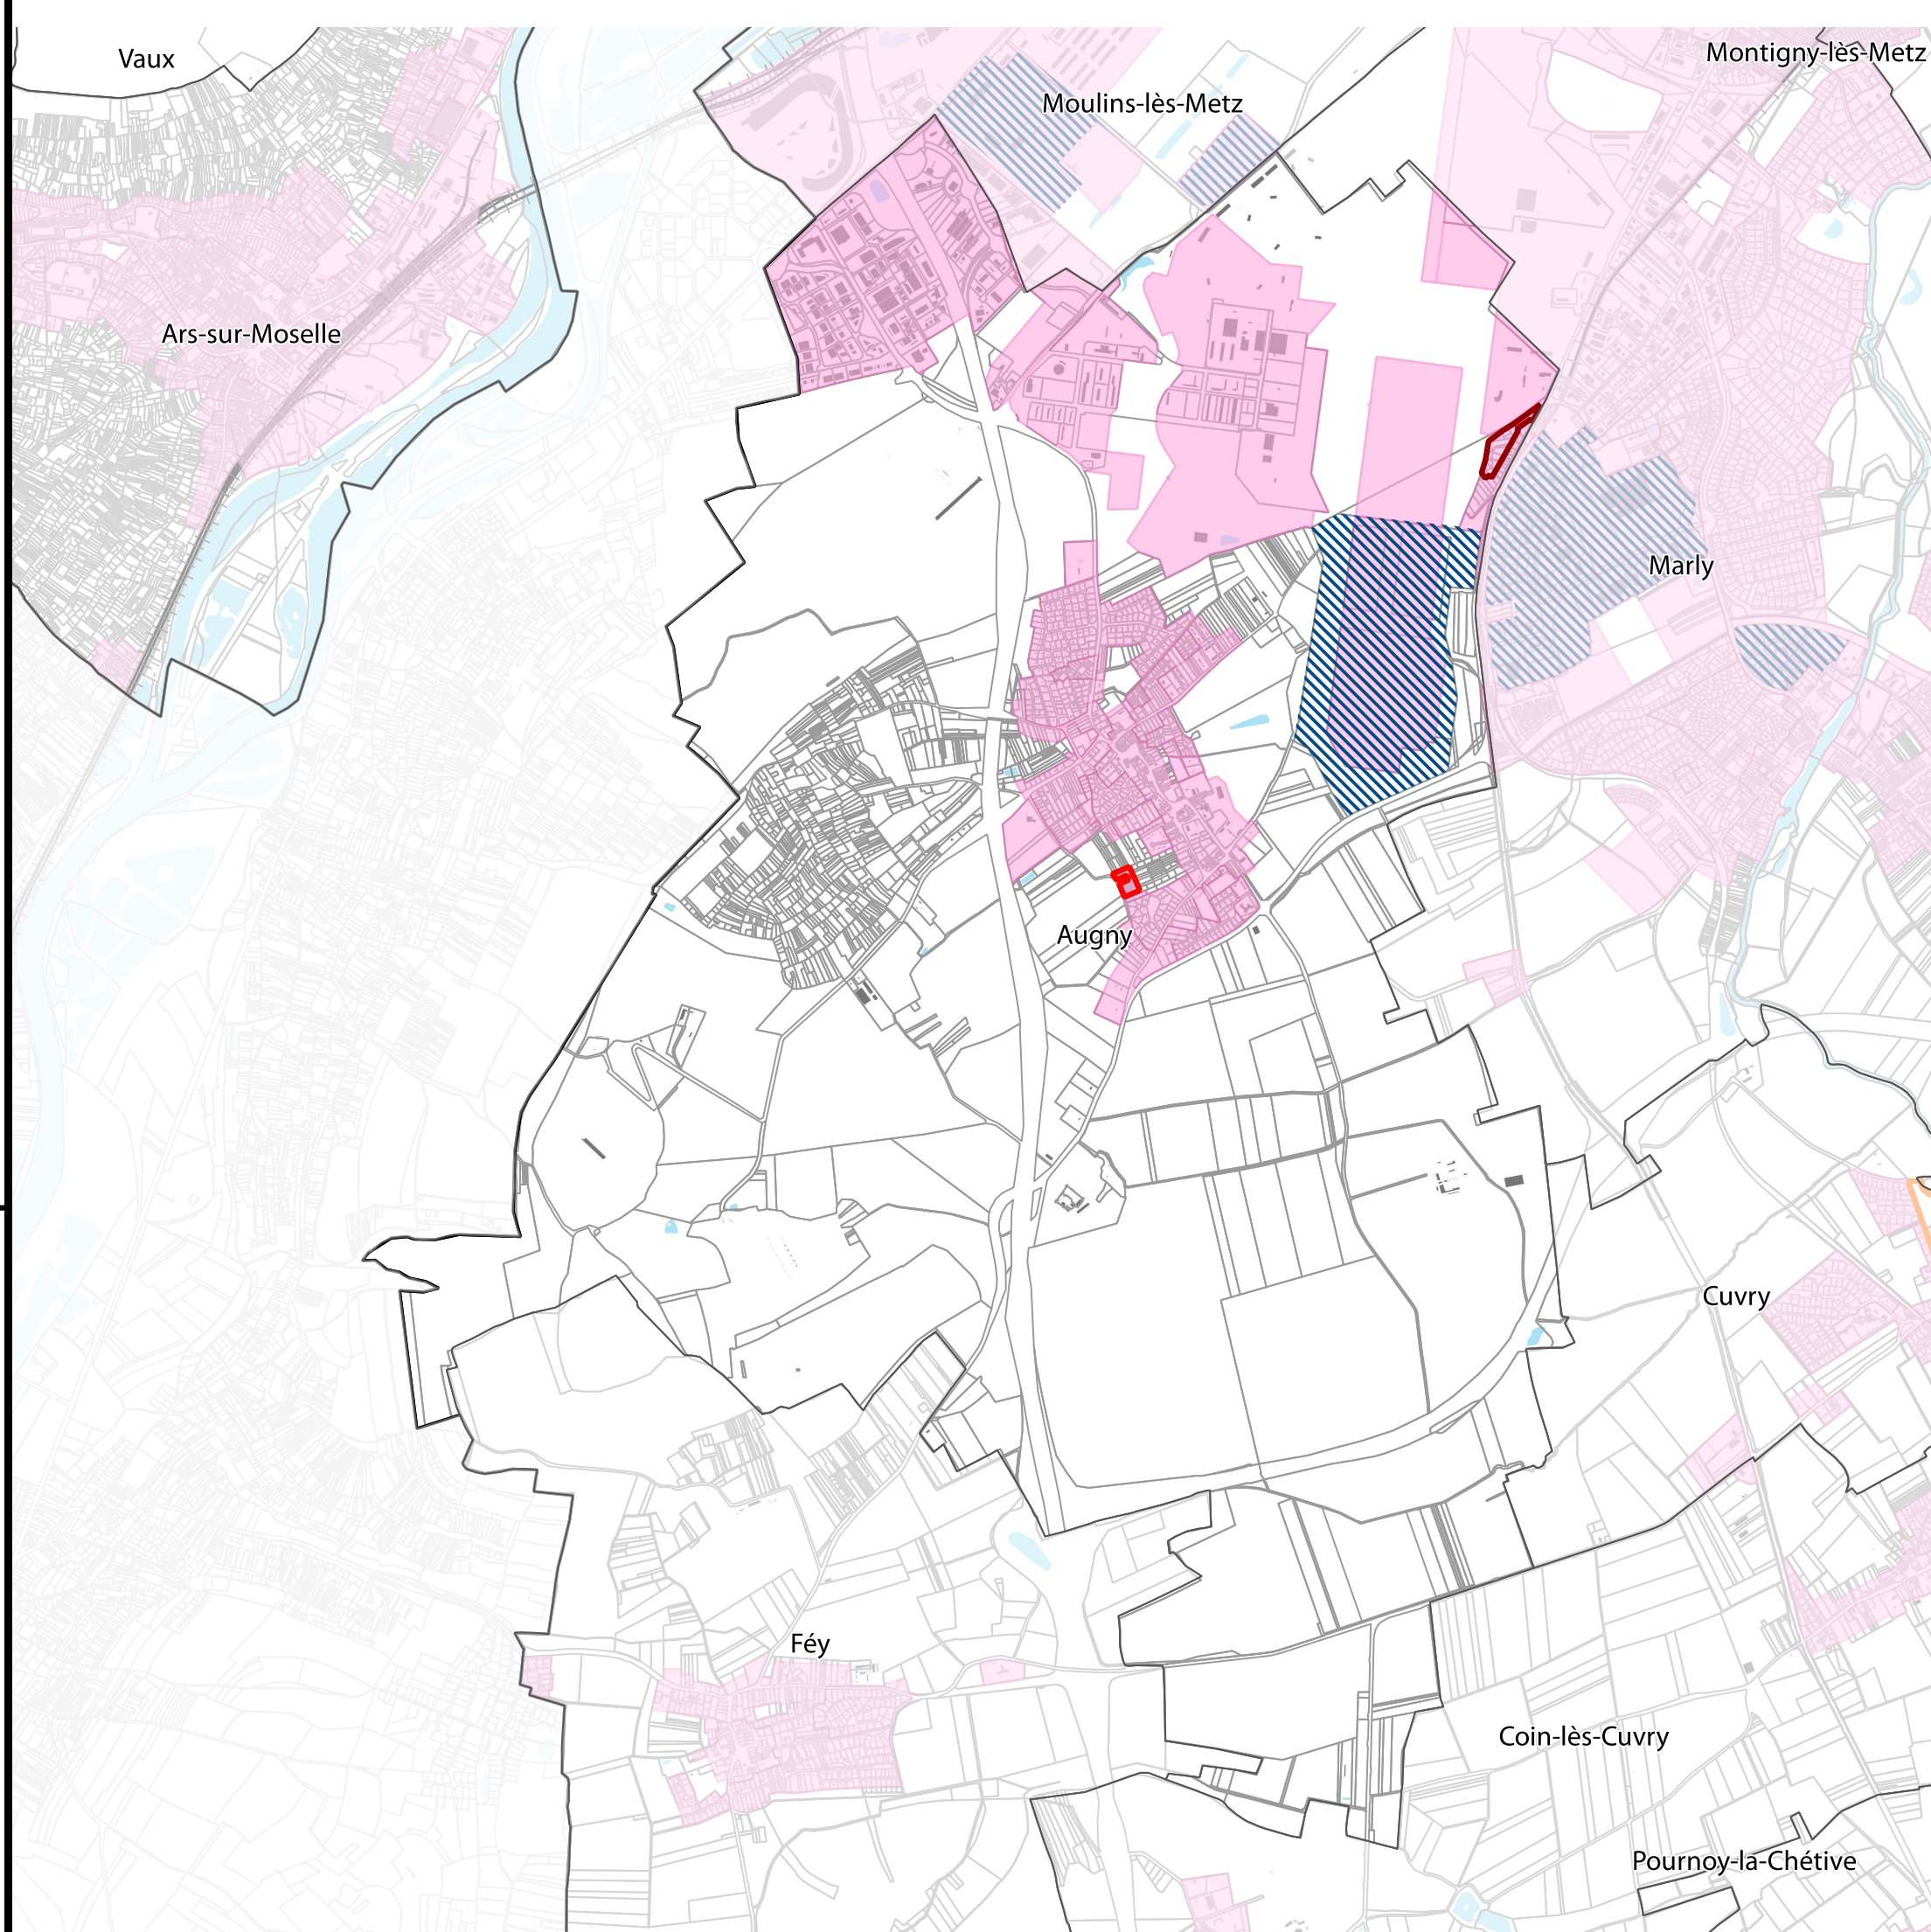 Vaux
Montigny-lès-Metz
Moulins-lès-Metz
Ars-sur-Moselle
Marly
Augny
Cuvry
Féy
Coin-lès-Cuvry
Pournoy-la-Chétive